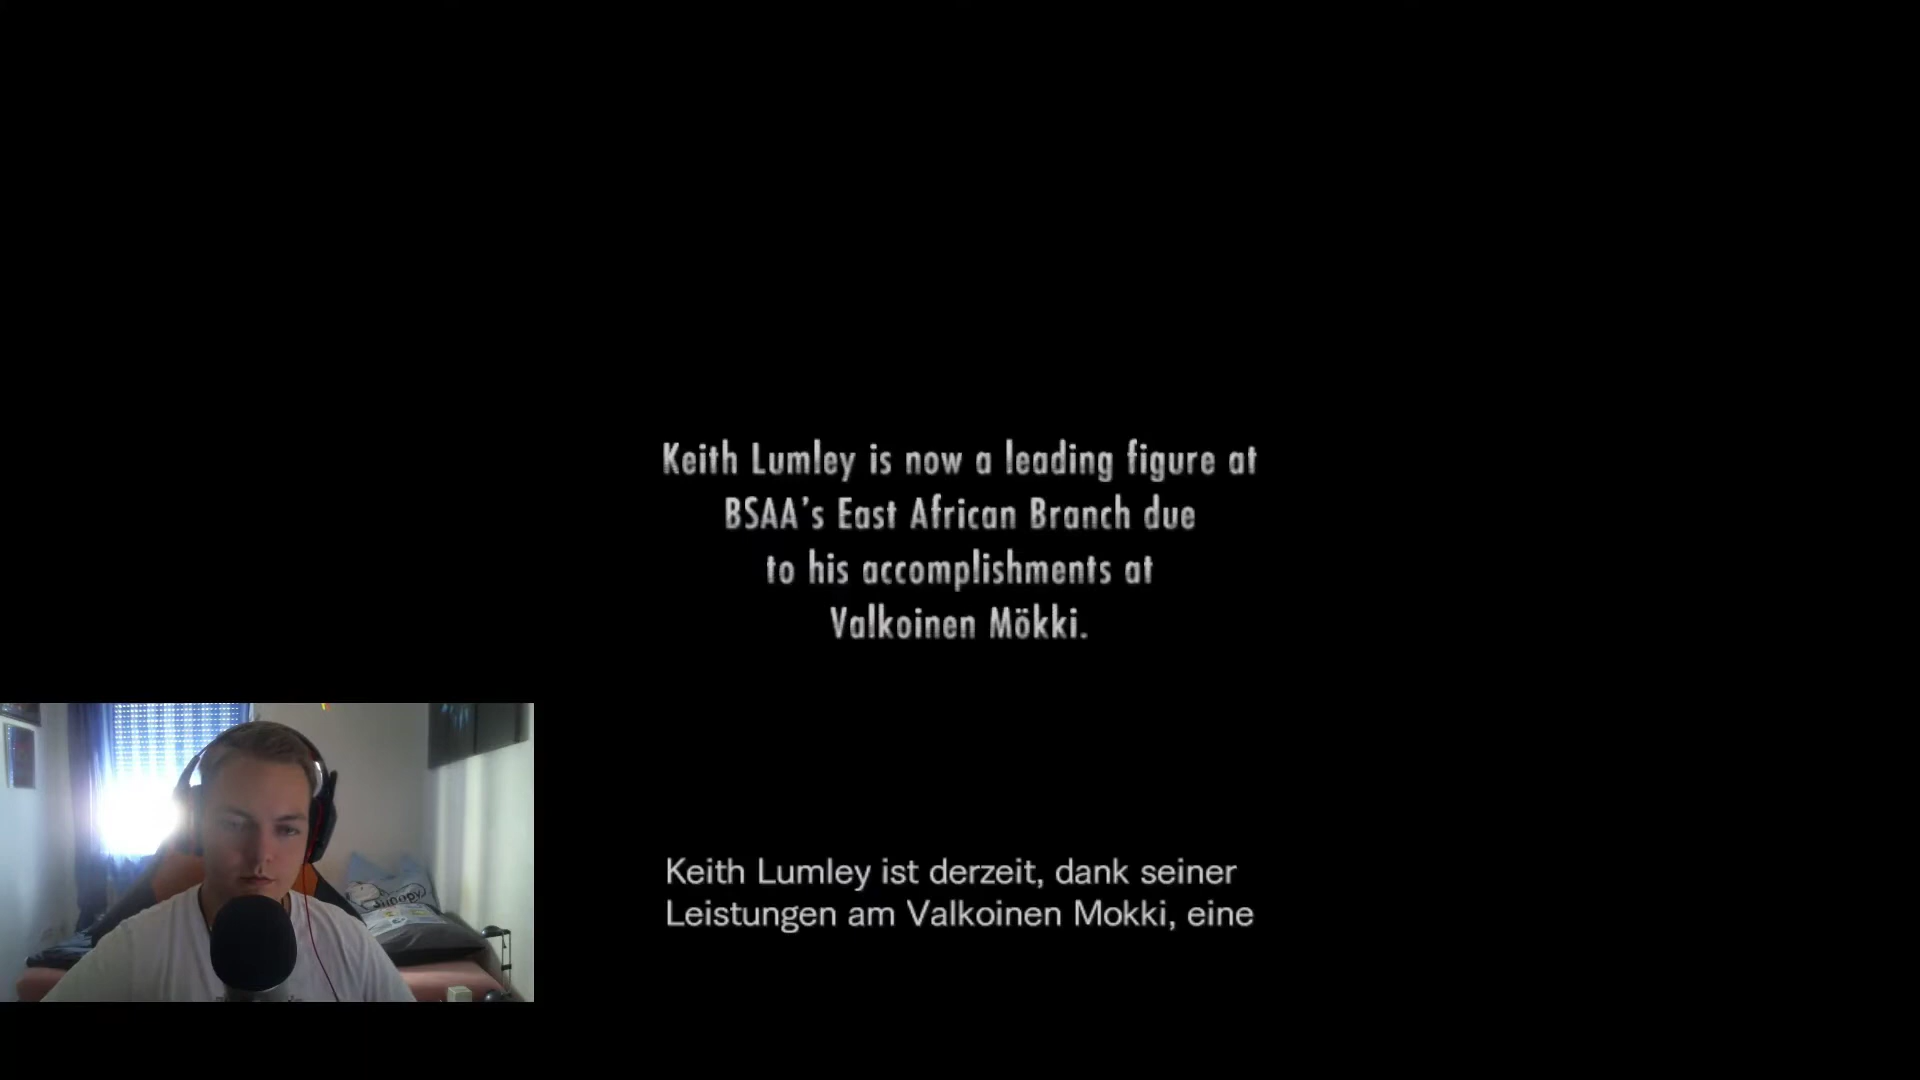 Keith Lumley is now a leading figure at
BSAA's East African Branch due
to his accomplishments at
Valkoinen Mökki.
Snoopy
Keith Lumley ist derzeit, dank seiner
Leistungen am Valkoinen Mokki, eine